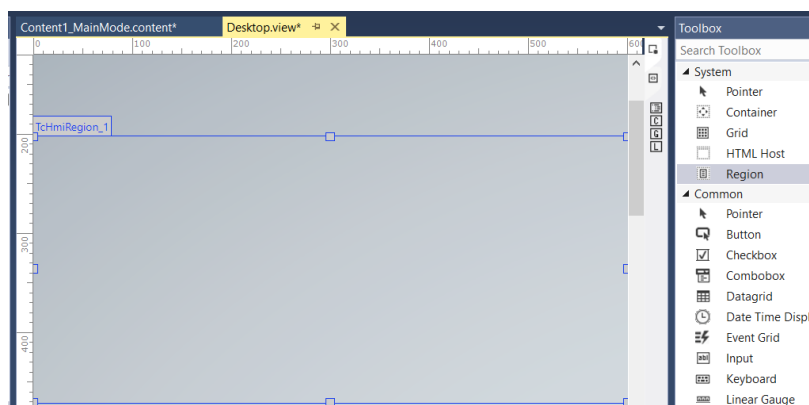 Content1_MainMode.content*
Desktop.view*
Toolbox
0 100 200 300 400 500
Search Toolbox
System
TcHmiRegion_1
Pointer
Container
Grid
HTML Host
Region
Common
Pointer
Button
Checkbox
Combobox
Datagrid
Date Time Displ
Event Grid
Input
Keyboard
Linear Gauge
200
300
400
C
G
L
abl